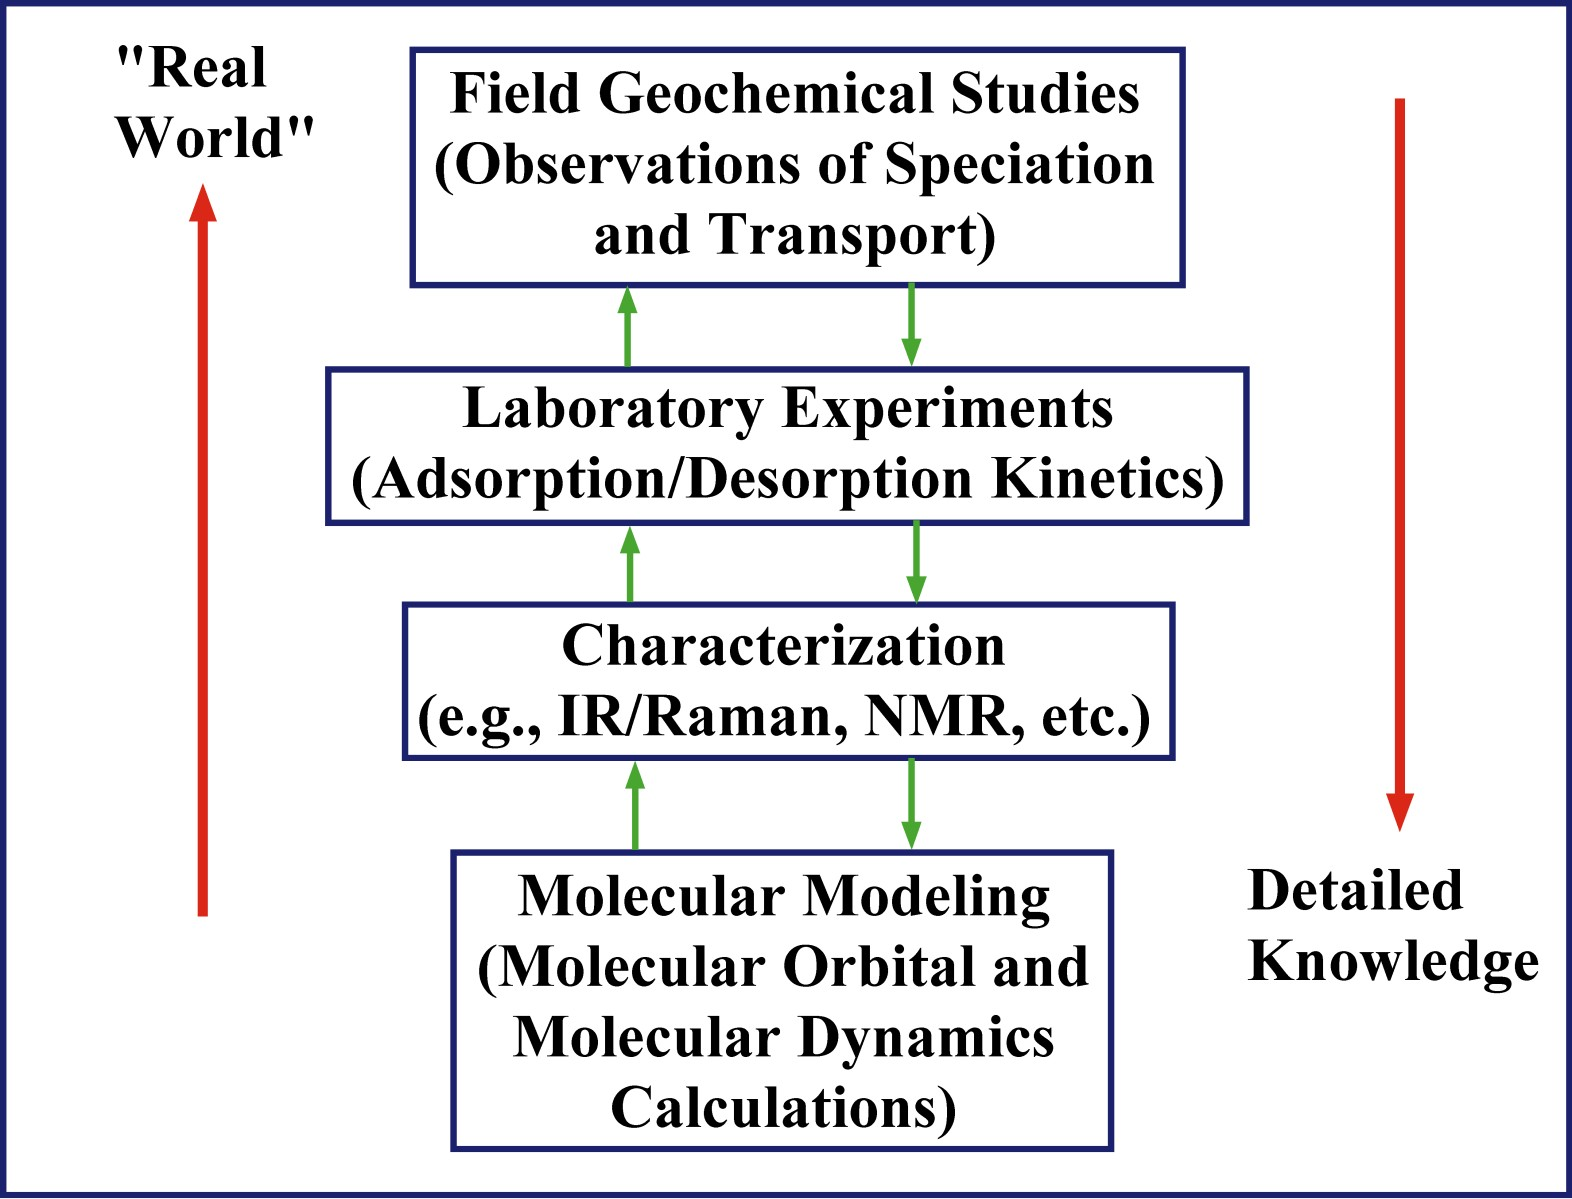 "Real
World"
Field Geochemical Studies
(Observations of Speciation
and Transport)
Laboratory Experiments
(Adsorption/Desorption Kinetics)
Characterization
(e.g., IR/Raman, NMR, etc.)
Molecular Modeling
(Molecular Orbital and
Molecular Dynamics
Calculations)
Detailed
Knowledge